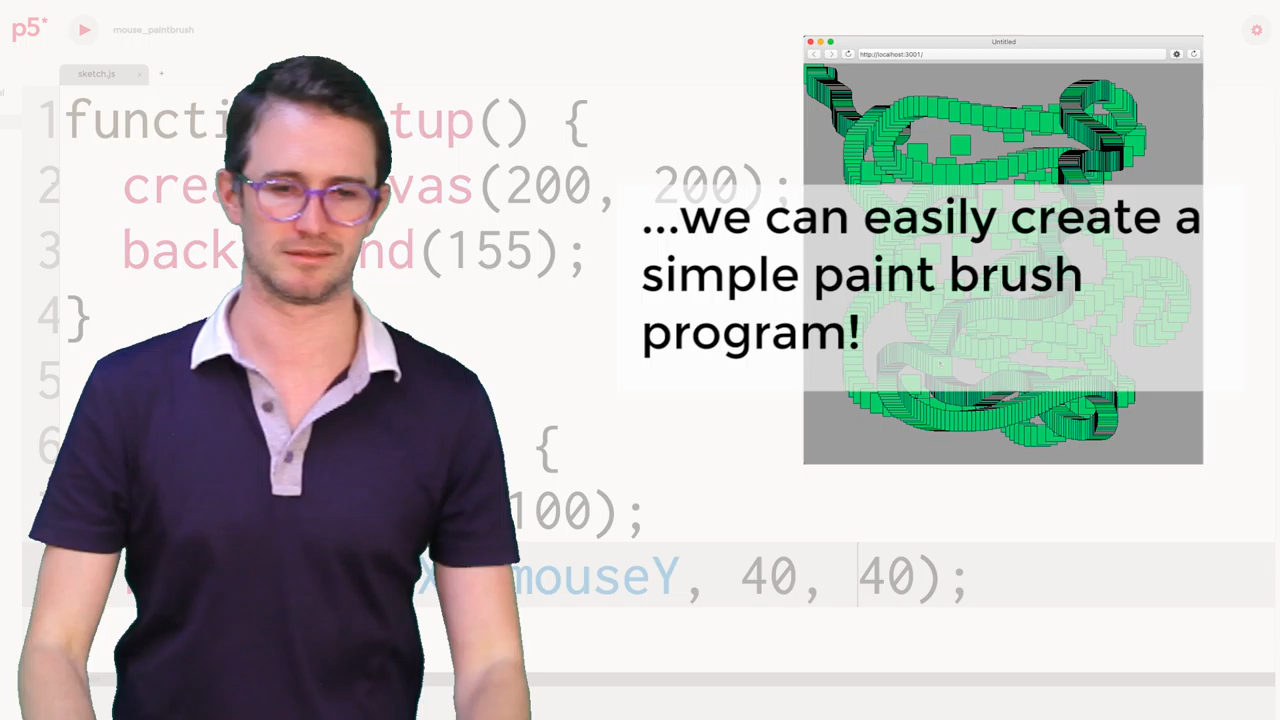 p5*
mouse_paintbrush
sketch.js
+
Untitled
http://localhost:3001/
1 functi tup() {
2 cre vas(200, 200);
3 back nd(155);
4 }
5
6 {
100);
mouseY, 40, 40);
...we can easily create a
simple paint brush
program!